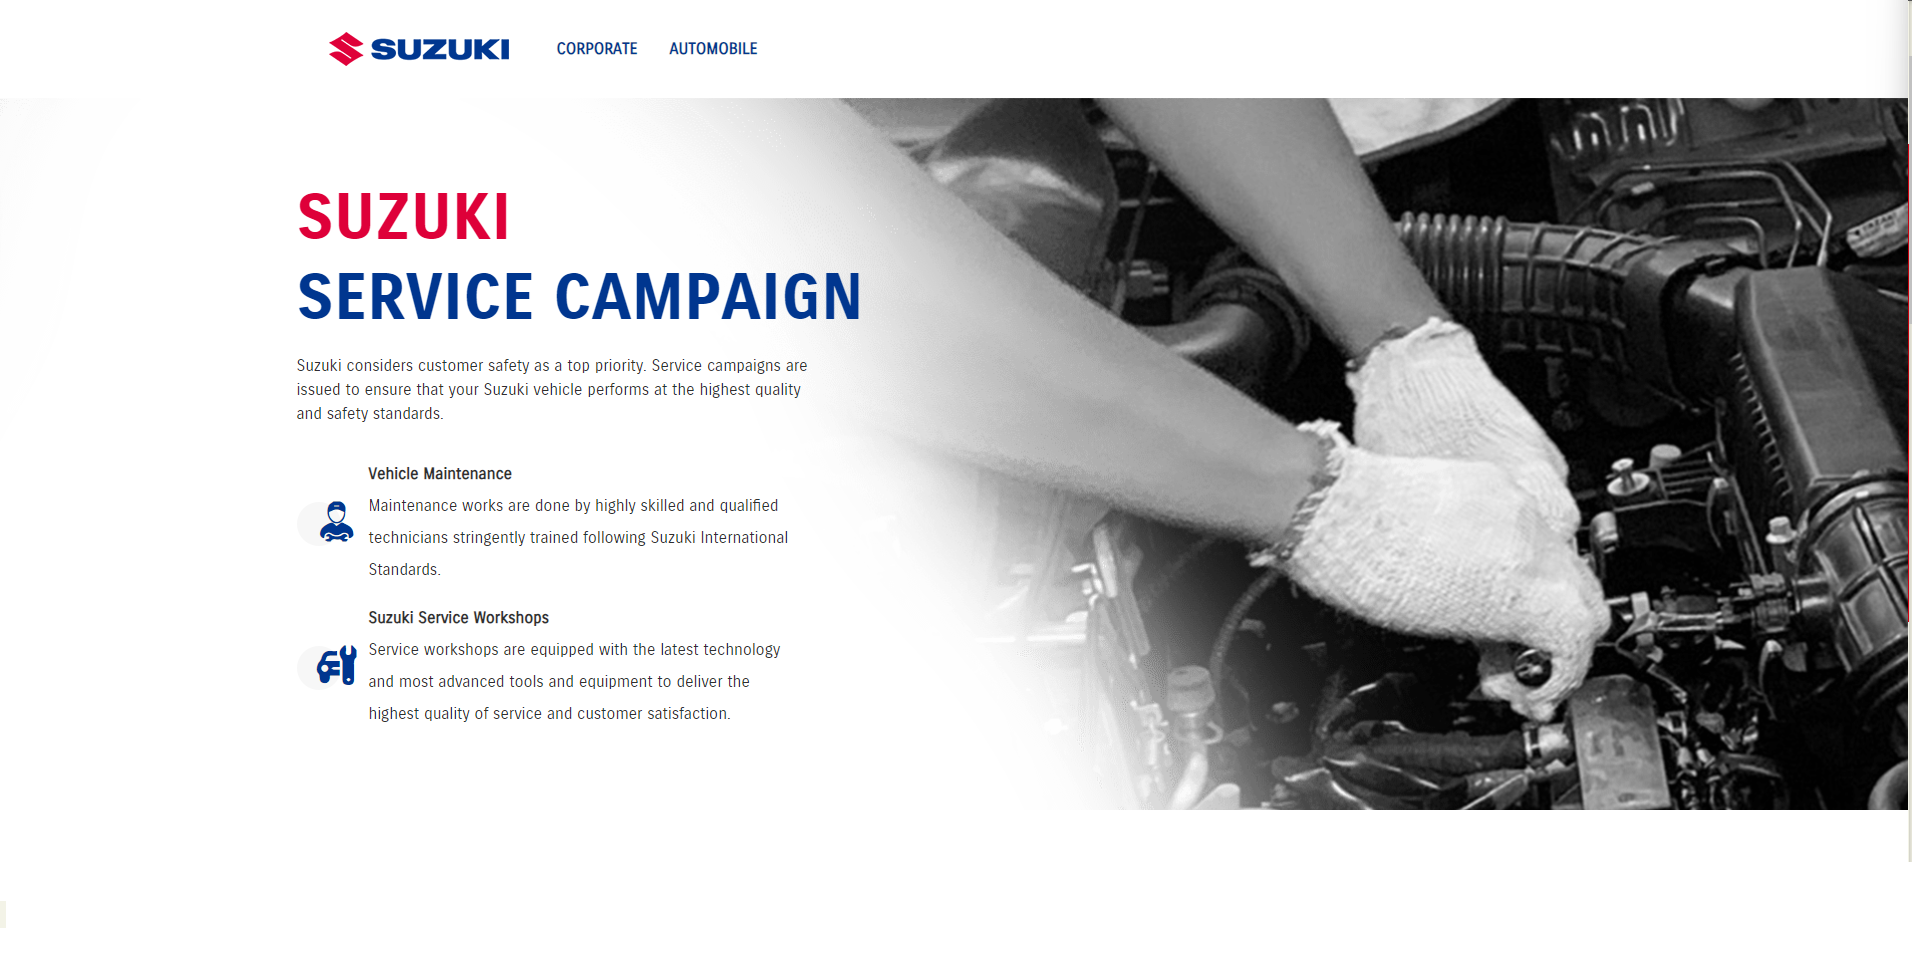 SUZUKI
CORPORATE
AUTOMOBILE
SUZUKI
SERVICE CAMPAIGN
Suzuki considers customer safety as a top priority. Service campaigns are
issued to ensure that your Suzuki vehicle performs at the highest quality
and safety standards.
Vehicle Maintenance
Maintenance works are done by highly skilled and qualified
technicians stringently trained following Suzuki International
Standards.
Suzuki Service Workshops
Service workshops are equipped with the latest technology
and most advanced tools and equipment to deliver the
highest quality of service and customer satisfaction.